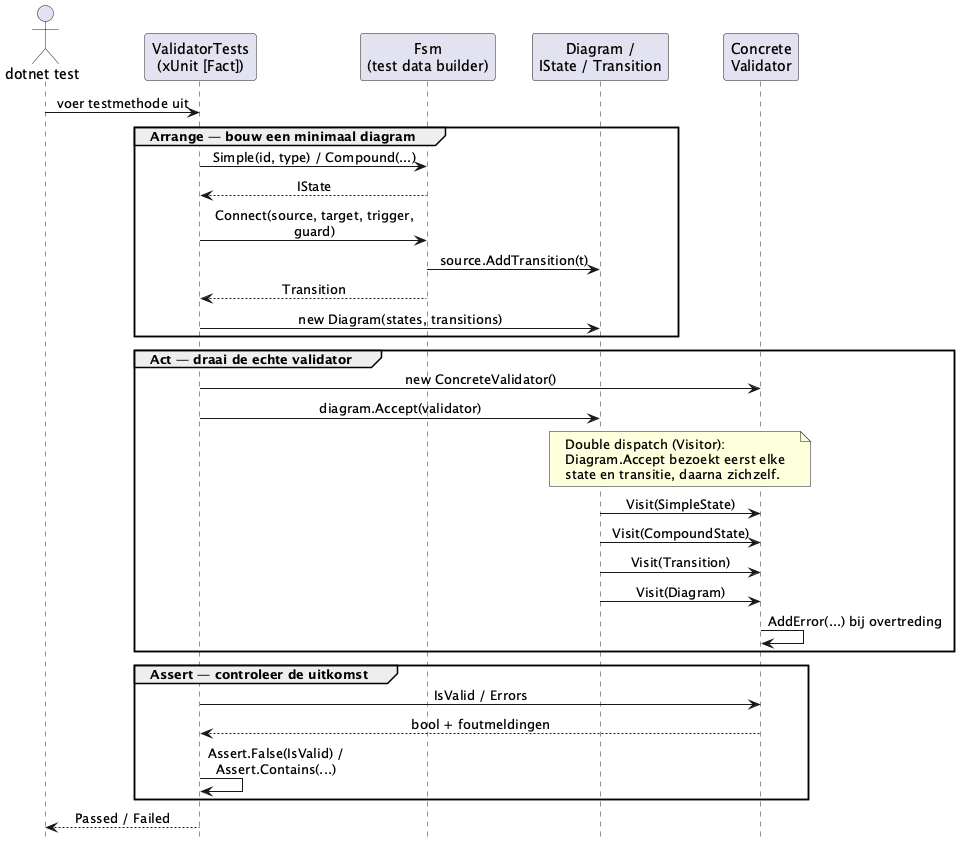 dotnet test
ValidatorTests
(xUnit [Fact])
Fsm
(test data builder)
Diagram /
IState / Transition
Concrete
Validator
voer testmethode uit
Arrange — bouw een minimaal diagram
Simple(id, type) / Compound(...)
IState
Connect(source, target, trigger,
guard)
source.AddTransition(t)
Transition
new Diagram(states, transitions)
Act — draai de echte validator
new ConcreteValidator()
diagram.Accept(validator)
Double dispatch (Visitor):
Diagram.Accept bezoekt eerst elke
state en transitie, daarna zichzelf.
Visit(SimpleState)
Visit(CompoundState)
Visit(Transition)
Visit(Diagram)
AddError(...) bij overtreding
Assert — controleer de uitkomst
IsValid / Errors
bool + foutmeldingen
Assert.False(IsValid) /
Assert.Contains(...)
Passed / Failed